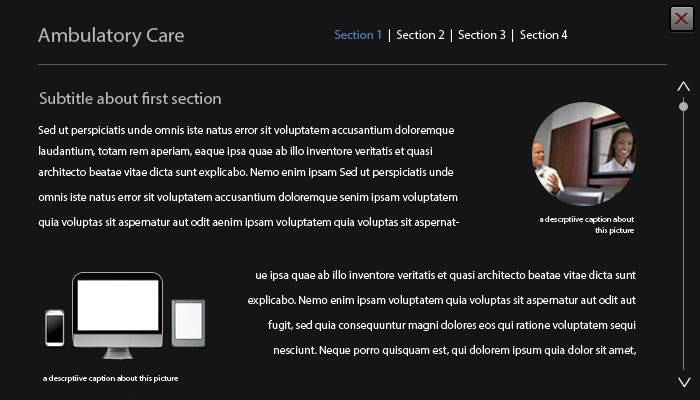 Ambulatory Care
Section 1 | Section 2 | Section 3 | Section 4
Subtitle about first section
Sed ut perspiciatis unde omnis iste natus error sit voluptatem accusantium doloremque
laudantium, totam rem aperiam, eaque ipsa quae ab illo inventore veritatis et quasi
architecto beatae vitae dicta sunt explicabo. Nemo enim ipsam Sed ut perspiciatis unde
omnis iste natus error sit voluptatem accusantium doloremque senim ipsam voluptatem
quia voluptas sit aspernatur aut odit aenim ipsam voluptatem quia voluptas sit aspernat-
a descrptiive caption about
this picture
ue ipsa quae ab illo inventore veritatis et quasi architecto beatae vitae dicta sunt
explicabo. Nemo enim ipsam voluptatem quia voluptas sit aspernatur aut odit aut
fugit, sed quia consequuntur magni dolores eos qui ratione voluptatem sequi
nesciunt. Neque porro quisquam est, qui dolorem ipsum quia dolor sit amet,
a descrptiive caption about this picture